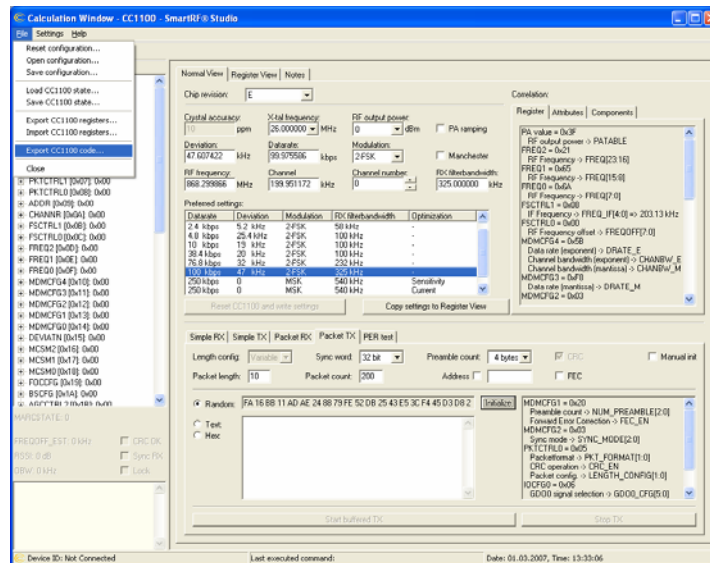 Calculation Window - CC1100 - SmartRF® Studio
File Settings Help
Reset configuration...
Open configuration...
Save configuration...
Load CC1100 state...
Save CC1100 state...
Export CC1100 registers...
Import CC1100 registers...
Export CC1100 code...
Close
PKTCTRL1 [0x07]: 0x00
PKTCTRL0 [0x08]: 0x00
ADDR [0x09]: 0x00
CHANNR [0x0A]: 0x00
FSCTRL1 [0x0B]: 0x00
FSCTRL0 [0x0C]: 0x00
FREQ2 [0x0D]: 0x00
FREQ1 [0x0E]: 0x00
FREQ0 [0x0F]: 0x00
MDMCFG4 [0x10]: 0x00
MDMCFG3 [0x11]: 0x00
MDMCFG2 [0x12]: 0x00
MDMCFG1 [0x13]: 0x00
MDMCFG0 [0x14]: 0x00
DEVIATN [0x15]: 0x00
MCSM2 [0x16]: 0x00
MCSM1 [0x17]: 0x00
MCSM0 [0x18]: 0x00
FOCCFG [0x19]: 0x00
BSCFG [0x1A]: 0x00
AGCCTRL2 [0x1B]: 0x00
MARCSTATE: 0
FREQOFF_EST: 0 kHz CRC OK
RSSI: 0 dB Sync RX
DBW: 0 kHz Lock
Normal View Register View Notes
Chip revision: E
Crystal accuracy: X-tal frequency: RF output power:
10 ppm 26.000000 MHz 0 dBm PA ramping
Deviation: Datarate: Modulation:
47.607422 kHz 99.975586 kbps 2-FSK Manchester
RF frequency: Channel Channel number: RX filterbandwidth:
868.299866 MHz 199.951172 kHz 0 325.000000 kHz
Preferred settings:
Datarate Deviation Modulation RX filterbandwidth Optimization
2.4 kbps 5.2 kHz 2-FSK 58 kHz -
4.8 kbps 25.4 kHz 2-FSK 100 kHz -
10 kbps 19 kHz 2-FSK 100 kHz -
38.4 kbps 20 kHz 2-FSK 100 kHz -
76.8 kbps 32 kHz 2-FSK 232 kHz -
100 kbps 47 kHz 2-FSK 325 kHz -
250 kbps 0 MSK 540 kHz Sensitivity
250 kbps 0 MSK 540 kHz Current
Reset CC1100 and write settings Copy settings to Register View
Correlation:
Register Attributes Components
PA value = 0x3F
RF output power -> PATABLE
FREQ2 = 0x21
RF Frequency -> FREQ[23:16]
FREQ1 = 0x65
RF Frequency -> FREQ[15:8]
FREQ0 = 0x6A
RF Frequency -> FREQ[7:0]
FSCTRL1 = 0x08
IF Frequency -> FREQ_IF[4:0] => 203.13 kHz
FSCTRL0 = 0x00
RF Frequency offset -> FREQOFF[7:0]
MDMCFG4 = 0x5B
Data rate (exponent) -> DRATE_E
Channel bandwidth (exponent) -> CHANBW_E
Channel bandwidth (mantissa) -> CHANBW_M
MDMCFG3 = 0xF8
Data rate (mantissa) -> DRATE_M
MDMCFG2 = 0x03
Simple RX Simple TX Packet RX Packet TX PER test
Length config: Variable Sync word: 32 bit Preamble count: 4 bytes CRC Manual init
Packet length: 10 Packet count: 200 Address FEC
Random: FA 16 BB 11 AD AE 24 88 79 FE 52 DB 25 43 E5 3C F4 45 D3 D8 2 Initialize
Text:
Hex:
MDMCFG1 = 0x20
Preamble count -> NUM_PREAMBLE[2:0]
Forward Error Correction -> FEC_EN
MDMCFG2 = 0x03
Sync mode -> SYNC_MODE[2:0]
PKTCTRL0 = 0x05
Packetformat -> PKT_FORMAT[1:0]
CRC operation -> CRC_EN
Packet config. -> LENGTH_CONFIG[1:0]
IOCFG0 = 0x06
GDO0 signal selection -> GDO0_CFG[5:0]
Start buffered TX Stop TX
Device ID: Not Connected Last executed command: Date: 01.03.2007, Time: 13:33:06